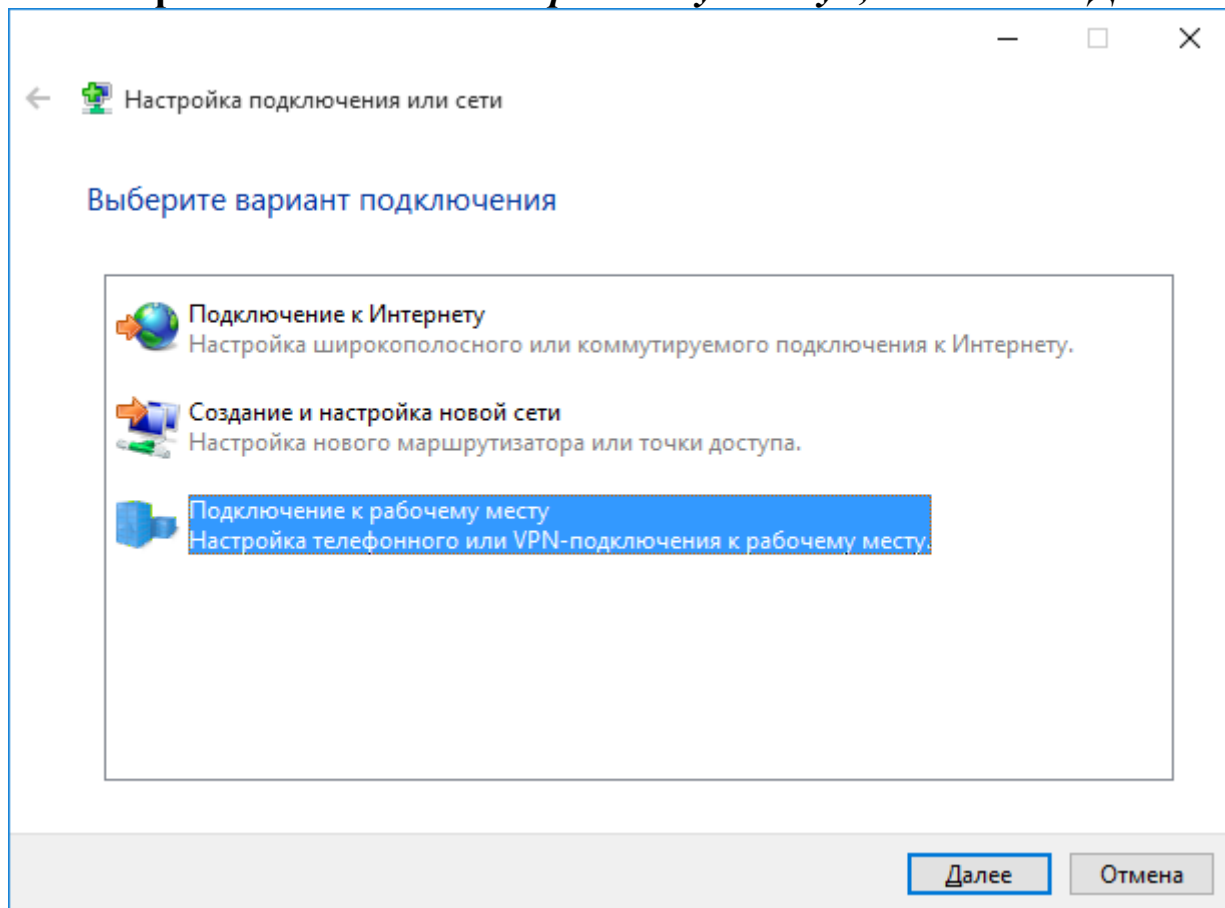 Настройка подключения или сети
Выберите вариант подключения
Подключение к Интернету
Настройка широкополосного или коммутируемого подключения к Интернету.
Создание и настройка новой сети
Настройка нового маршрутизатора или точки доступа.
Подключение к рабочему месту
Настройка телефонного или VPN-подключения к рабочему месту.
Далее Отмена